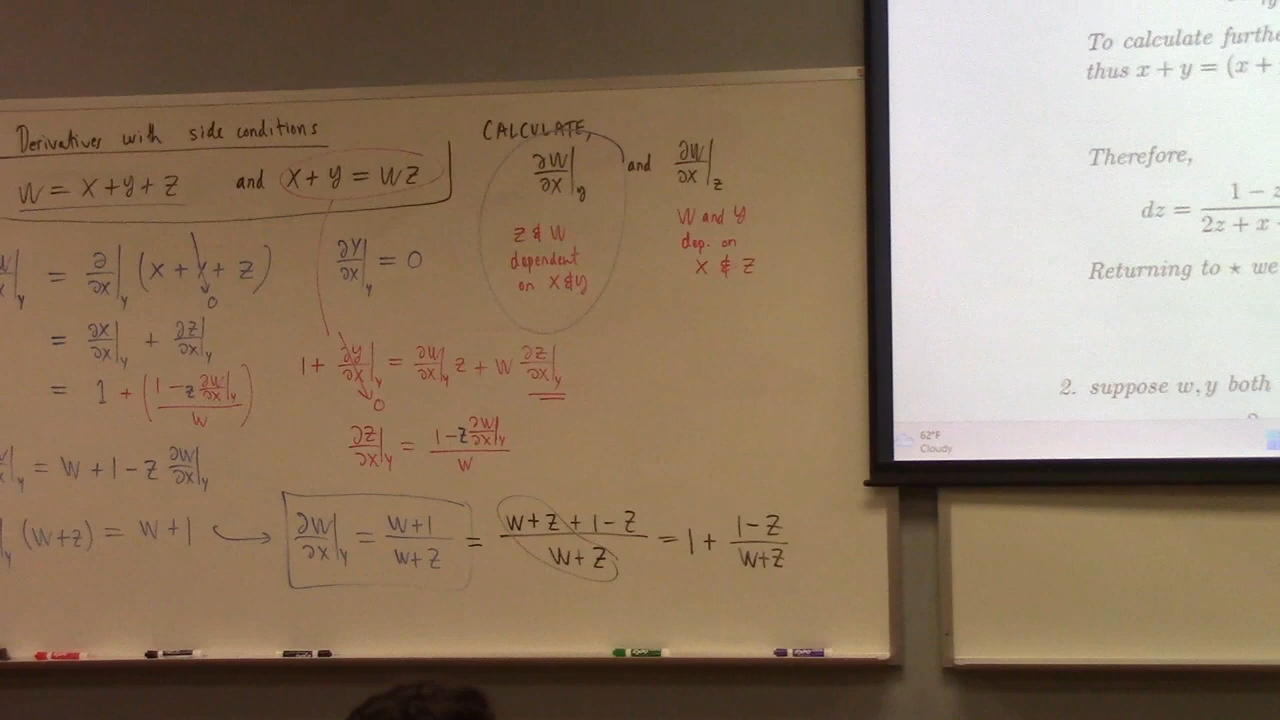 Derivatives with side conditions
W = X + Y + Z and X + Y = WZ
CALCULATE,
∂W/∂X|y and ∂W/∂X|z
Z & W
dependent
on X & Y
W and Y
dep. on
X & Z
= ∂/∂X|y (X + Y + Z)
0
∂Y/∂X|y = 0
= ∂X/∂X|y + ∂Z/∂X|y
= 1 + ((1 - Z ∂W/∂X|y)/W)
1 + ∂Y/∂X|y = ∂W/∂X|y Z + W ∂Z/∂X|y
0
∂Z/∂X|y = (1 - Z ∂W/∂X|y)/W
|y = W + 1 - Z ∂W/∂X|y
|y (W+Z) = W + 1 → ∂W/∂X|y = (W+1)/(W+Z) = (W+Z+1-Z)/(W+Z) = 1 + (1-Z)/(W+Z)
To calculate furthe
thus x + y = (x +
Therefore,
dz = (1 - z)/(2z + x
Returning to ⋆ we
2. suppose w, y both
62°F
Cloudy